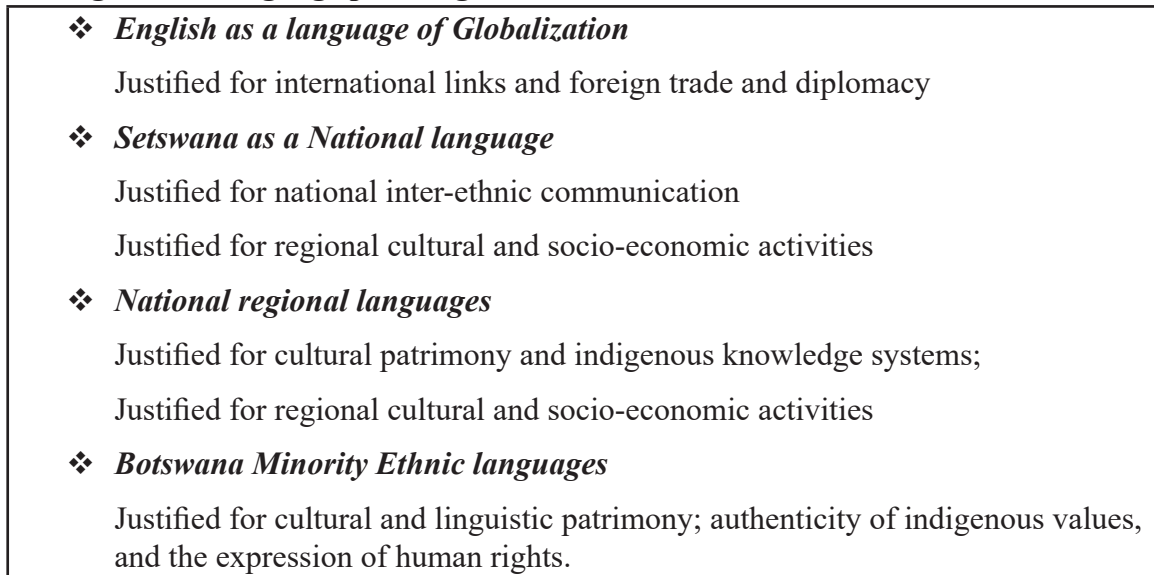 ❖ English as a language of Globalization
Justified for international links and foreign trade and diplomacy
❖ Setswana as a National language
Justified for national inter-ethnic communication
Justified for regional cultural and socio-economic activities
❖ National regional languages
Justified for cultural patrimony and indigenous knowledge systems;
Justified for regional cultural and socio-economic activities
❖ Botswana Minority Ethnic languages
Justified for cultural and linguistic patrimony; authenticity of indigenous values,
and the expression of human rights.